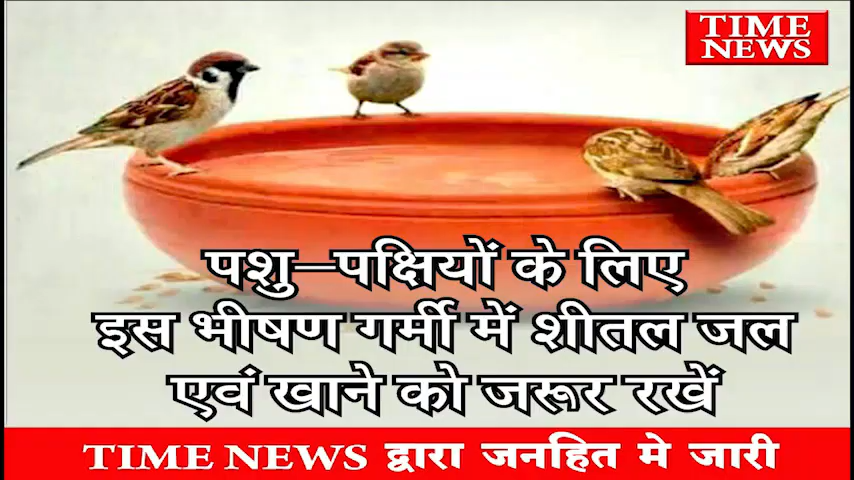 TIME
NEWS
पशु–पक्षियों के लिए
इस भीषण गर्मी में शीतल जल
एवं खाने को जरूर रखें
TIME NEWS द्वारा जनहित मे जारी